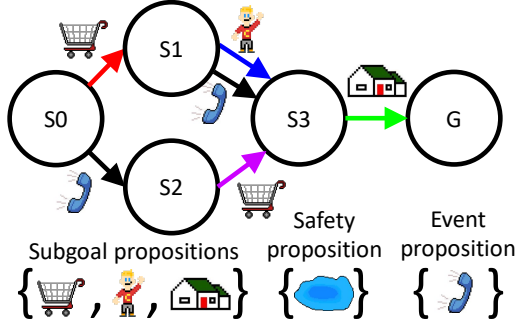 S1
S0
S3
G
S2
Subgoal propositions
Safety
proposition
Event
proposition
{ , , }
{ }
{ }